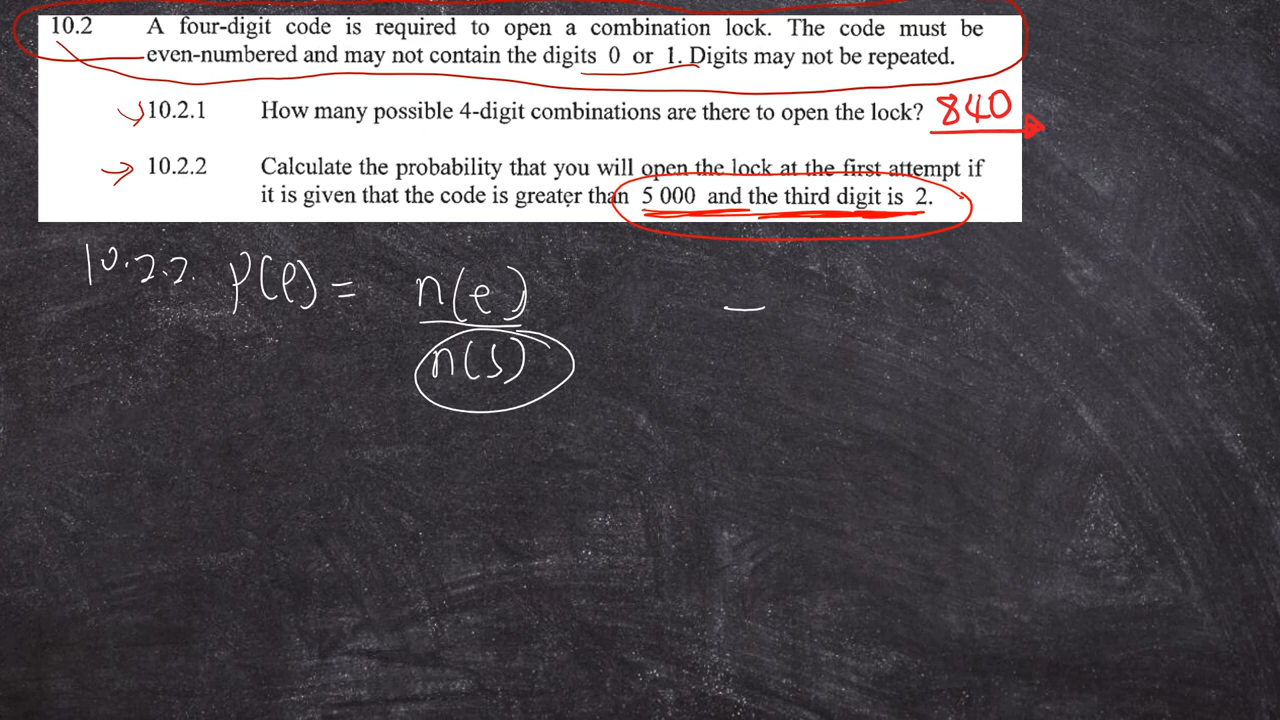 10.2 A four-digit code is required to open a combination lock. The code must be
even-numbered and may not contain the digits 0 or 1. Digits may not be repeated.
10.2.1 How many possible 4-digit combinations are there to open the lock? 840
10.2.2 Calculate the probability that you will open the lock at the first attempt if
it is given that the code is greater than 5 000 and the third digit is 2.
10.2.2. P(e) = n(e)
n(s)